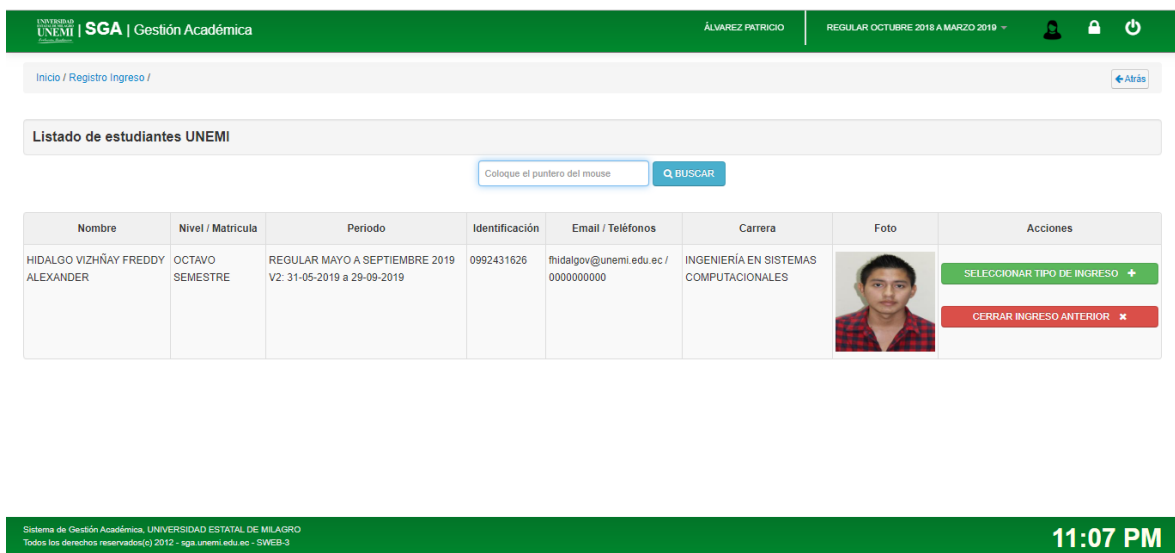 UNIVERSIDAD
UNEMI | SGA | Gestión Académica
ÀLVAREZ PATRICIO
REGULAR OCTUBRE 2018 A MARZO 2019
Inicio / Registro Ingreso /
Atrás
Listado de estudiantes UNEMI
Coloque el puntero del mouse
BUSCAR
Nombre Nivel / Matricula Periodo Identificación Email / Teléfonos Carrera Foto Acciones
HIDALGO VIZHÑAY FREDDY OCTAVO REGULAR MAYO A SEPTIEMBRE 2019 0992431626 fhidalgov@unemi.edu.ec / INGENIERÍA EN SISTEMAS
ALEXANDER SEMESTRE V2: 31-05-2019 a 29-09-2019 0000000000 COMPUTACIONALES
SELECCIONAR TIPO DE INGRESO
CERRAR INGRESO ANTERIOR
Sistema de Gestión Académica, UNIVERSIDAD ESTATAL DE MILAGRO
Todos los derechos reservados(c) 2012 - sga.unemi.edu.ec - SWEB-3
11:07 PM